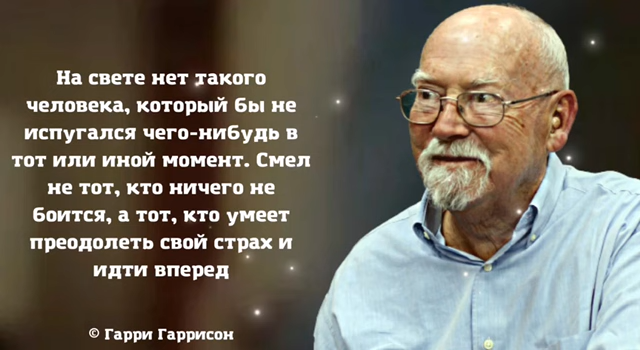 На свете нет такого
человека, который бы не
испугался чего-нибудь в
тот или иной момент. Смел
не тот, кто ничего не
боится, а тот, кто умеет
преодолеть свой страх и
идти вперед
© Гарри Гаррисон